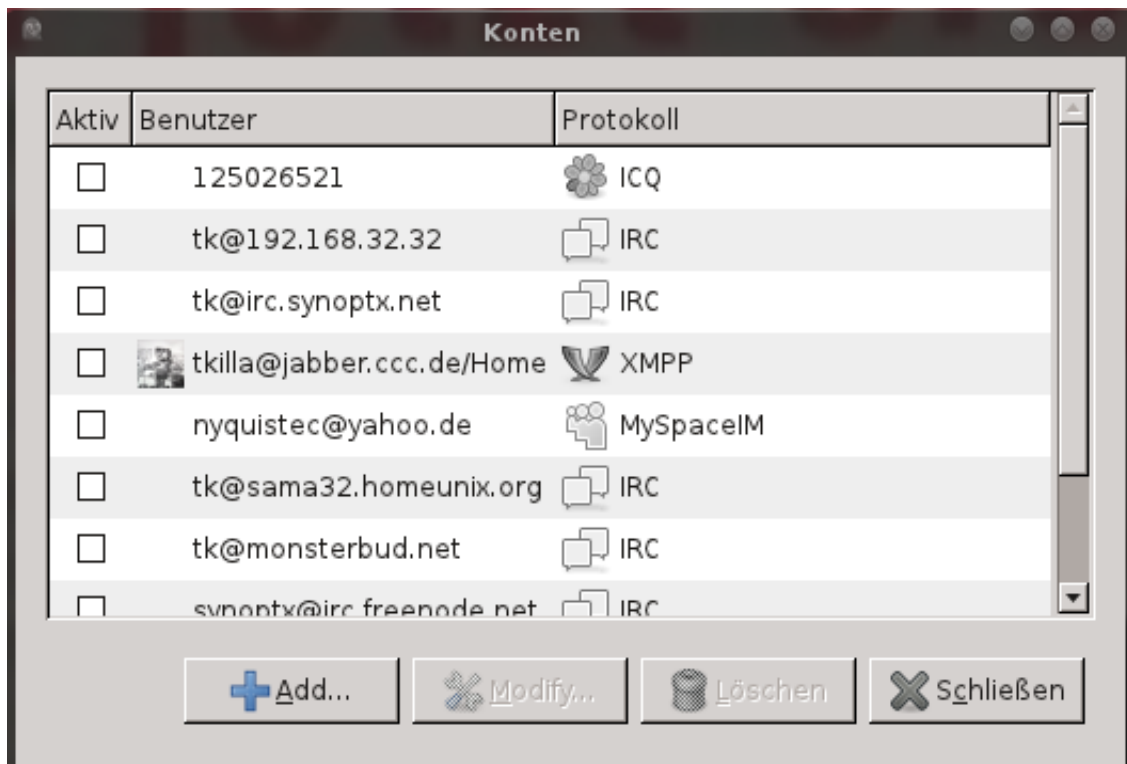 Konten
Aktiv Benutzer Protokoll
125026521 ICQ
tk@192.168.32.32 IRC
tk@irc.synoptx.net IRC
tkilla@jabber.ccc.de/Home XMPP
nyquistec@yahoo.de MySpaceIM
tk@sama32.homeunix.org IRC
tk@monsterbud.net IRC
synoptx@irc.freenode.net IRC
Add... Modify... Löschen Schließen